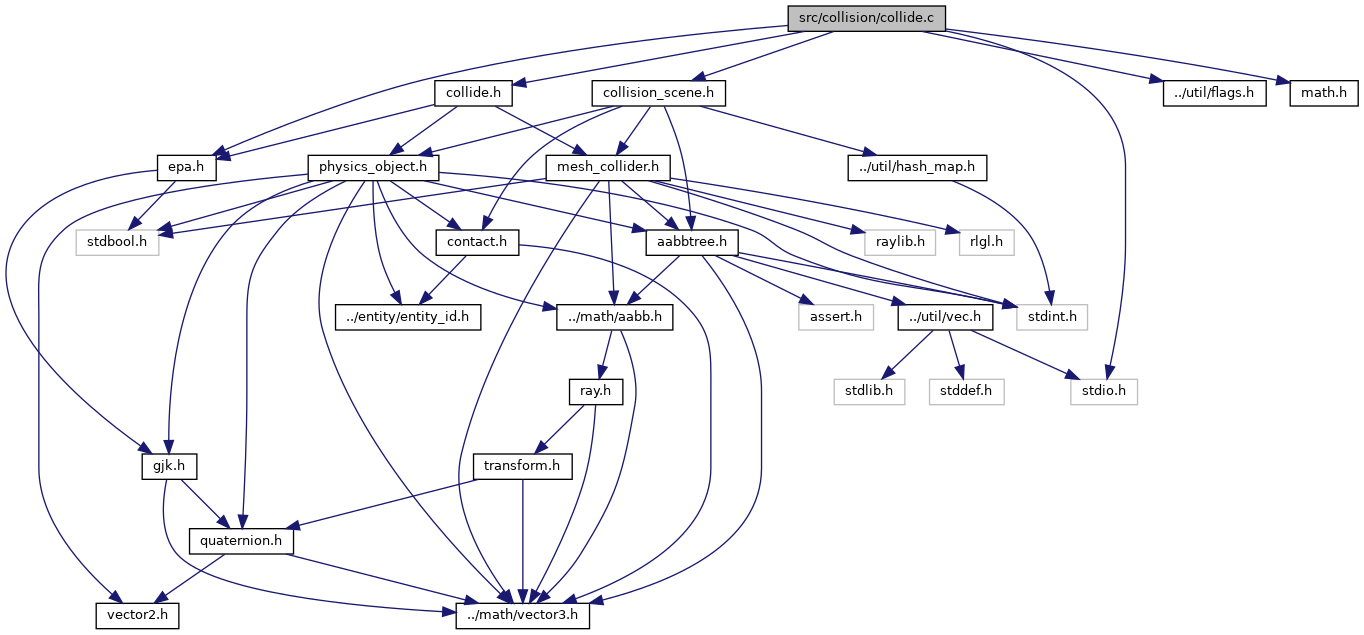 src/collision/collide.c
collide.h
collision_scene.h
../util/flags.h
math.h
epa.h
physics_object.h
mesh_collider.h
../util/hash_map.h
stdbool.h
contact.h
aabbtree.h
raylib.h
rlgl.h
../entity/entity_id.h
../math/aabb.h
assert.h
../util/vec.h
stdint.h
ray.h
stdlib.h
stddef.h
stdio.h
gjk.h
transform.h
quaternion.h
vector2.h
../math/vector3.h